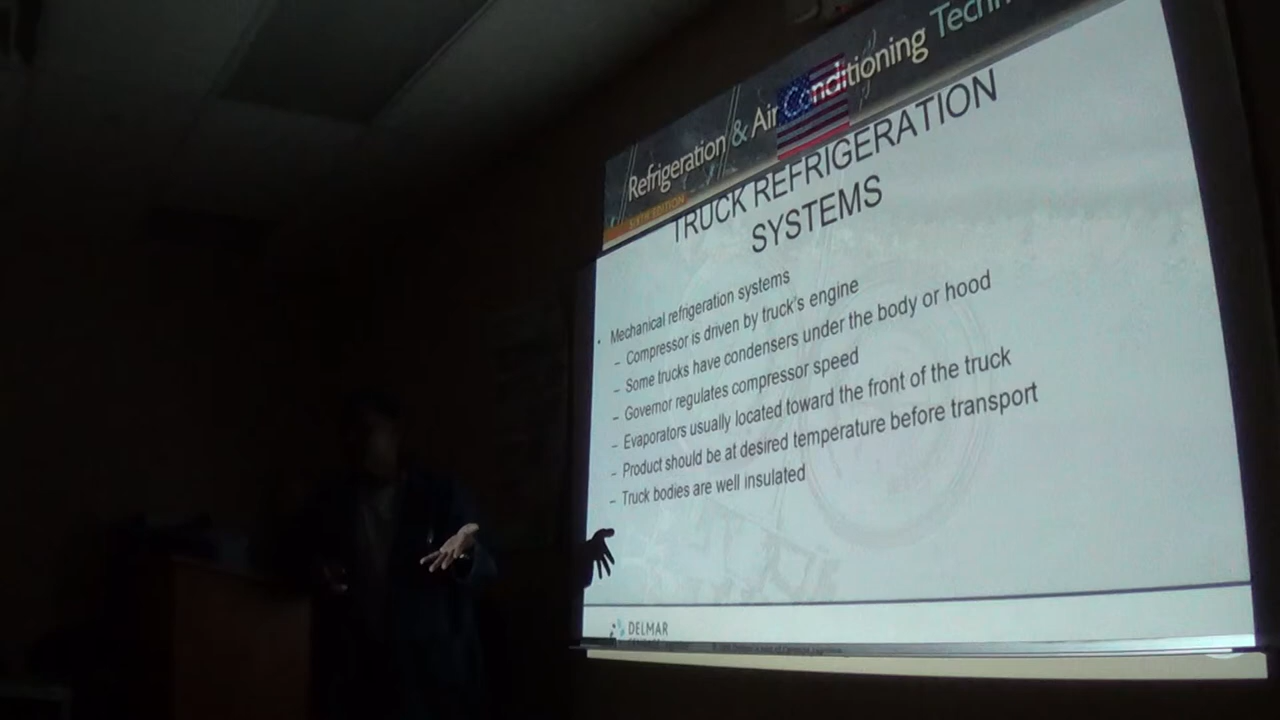 Refrigeration & Air Conditioning Techn
SIXTH EDITION
TRUCK REFRIGERATION
SYSTEMS
• Mechanical refrigeration systems
– Compressor is driven by truck's engine
– Some trucks have condensers under the body or hood
– Governor regulates compressor speed
– Evaporators usually located toward the front of the truck
– Product should be at desired temperature before transport
– Truck bodies are well insulated
DELMAR